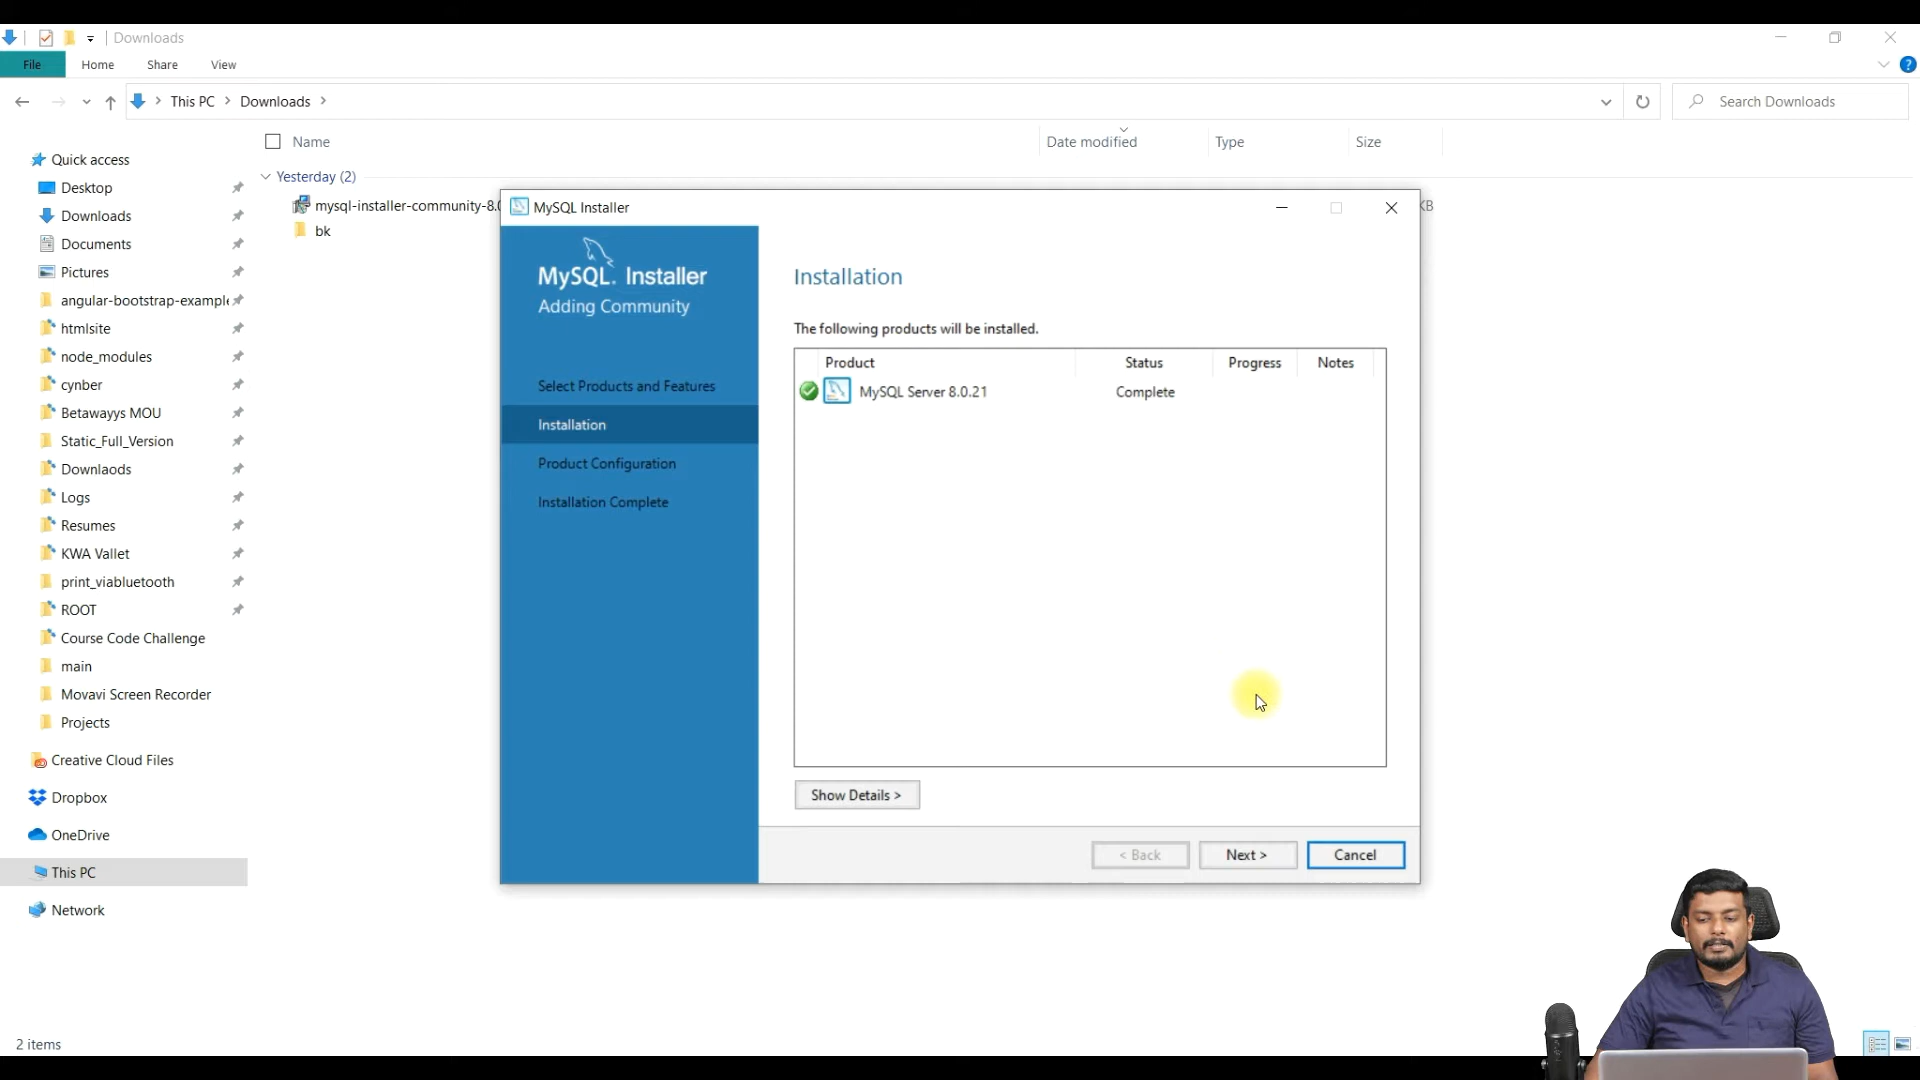 Downloads
File Home Share View
This PC > Downloads >
Search Downloads
Name Date modified Type Size
Yesterday (2)
mysql-installer-community-8.0
KB
bk
Quick access
Desktop
Downloads
Documents
Pictures
angular-bootstrap-example
htmlsite
node_modules
cynber
Betawayys MOU
Static_Full_Version
Downlaods
Logs
Resumes
KWA Vallet
print_viabluetooth
ROOT
Course Code Challenge
main
Movavi Screen Recorder
Projects
Creative Cloud Files
Dropbox
OneDrive
This PC
Network
2 items
MySQL Installer
MySQL. Installer
Adding Community
Select Products and Features
Installation
Product Configuration
Installation Complete
Installation
The following products will be installed.
Product Status Progress Notes
MySQL Server 8.0.21 Complete
Show Details >
< Back Next > Cancel